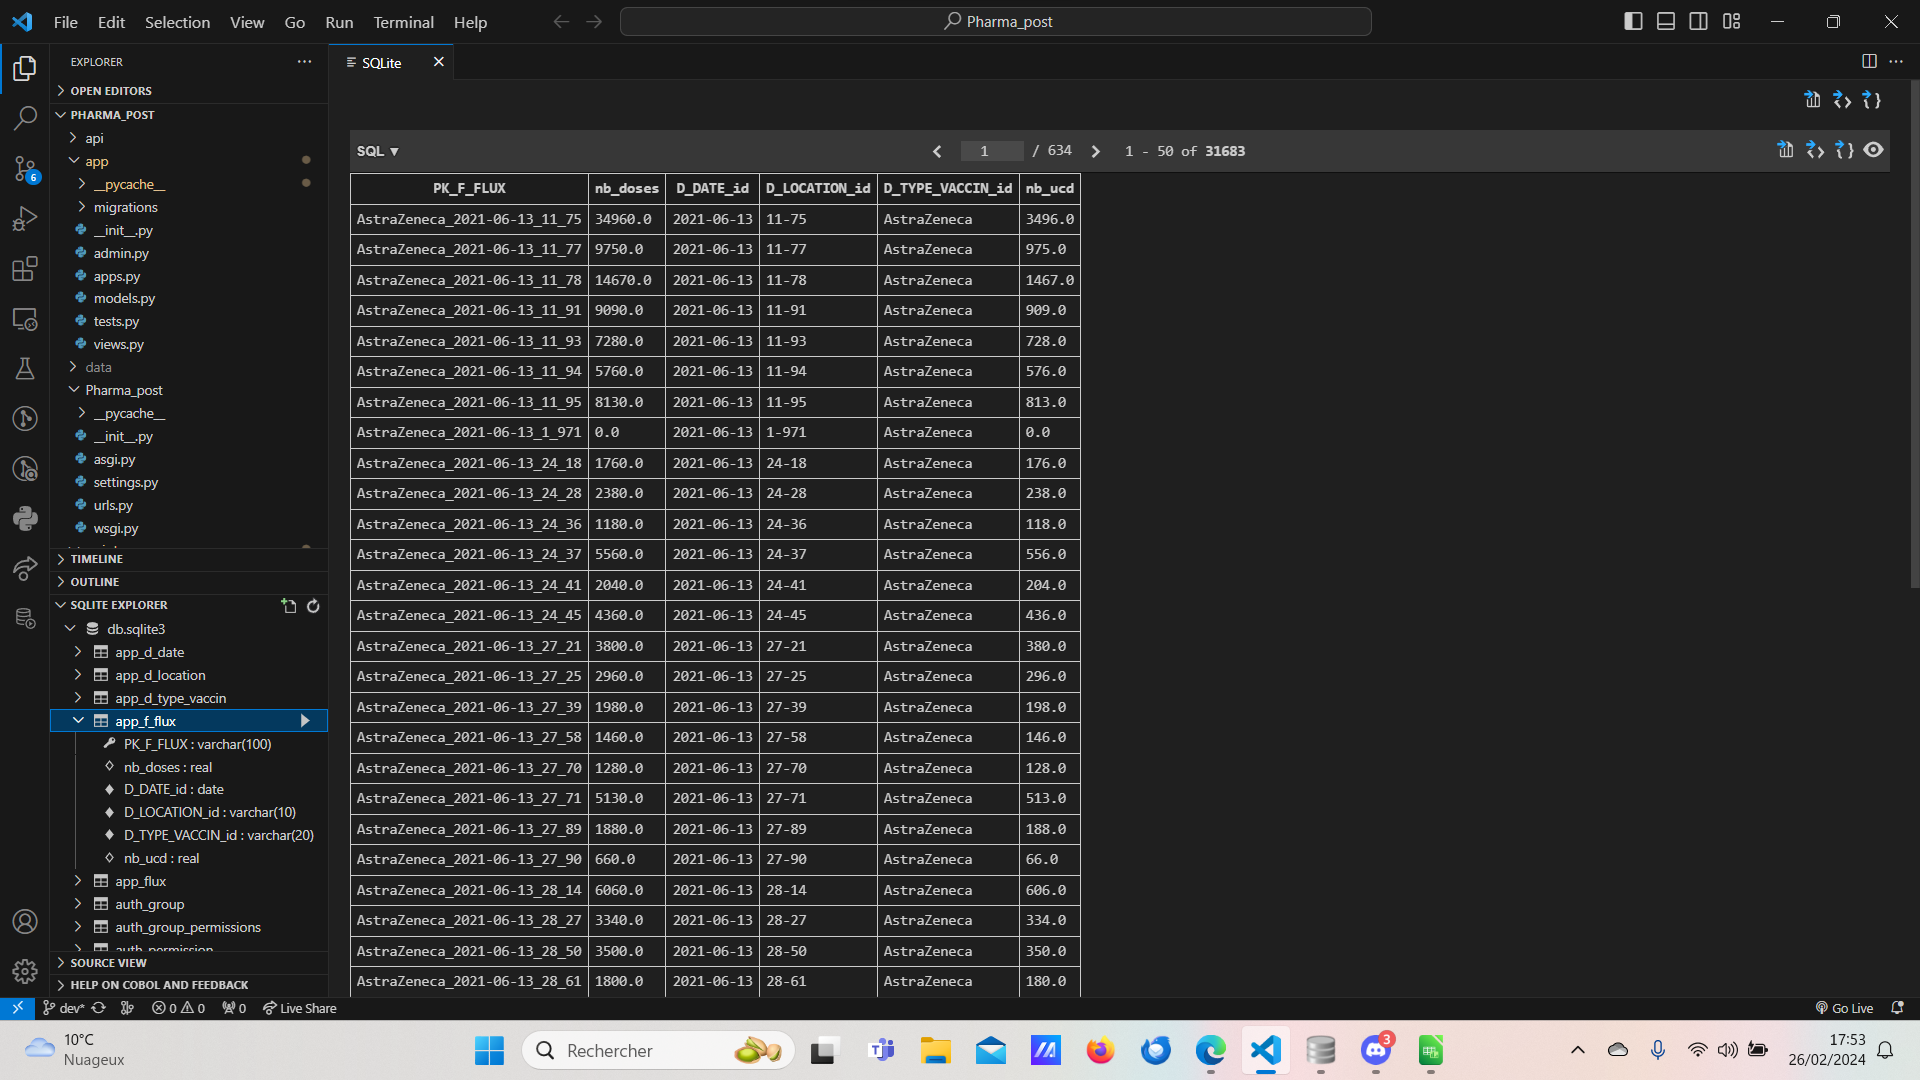 File Edit Selection View Go Run Terminal Help
Pharma_post
EXPLORER
OPEN EDITORS
PHARMA_POST
api
app
__pycache__
migrations
__init__.py
admin.py
apps.py
models.py
tests.py
views.py
data
Pharma_post
__pycache__
__init__.py
asgi.py
settings.py
urls.py
wsgi.py
TIMELINE
OUTLINE
SQLITE EXPLORER
db.sqlite3
app_d_date
app_d_location
app_d_type_vaccin
app_f_flux
PK_F_FLUX : varchar(100)
nb_doses : real
D_DATE_id : date
D_LOCATION_id : varchar(10)
D_TYPE_VACCIN_id : varchar(20)
nb_ucd : real
app_flux
auth_group
auth_group_permissions
auth_permission
SOURCE VIEW
HELP ON COBOL AND FEEDBACK
6
SQLite
SQL ▼ 1 / 634 1 - 50 of 31683
PK_F_FLUX nb_doses D_DATE_id D_LOCATION_id D_TYPE_VACCIN_id nb_ucd
AstraZeneca_2021-06-13_11_75 34960.0 2021-06-13 11-75 AstraZeneca 3496.0
AstraZeneca_2021-06-13_11_77 9750.0 2021-06-13 11-77 AstraZeneca 975.0
AstraZeneca_2021-06-13_11_78 14670.0 2021-06-13 11-78 AstraZeneca 1467.0
AstraZeneca_2021-06-13_11_91 9090.0 2021-06-13 11-91 AstraZeneca 909.0
AstraZeneca_2021-06-13_11_93 7280.0 2021-06-13 11-93 AstraZeneca 728.0
AstraZeneca_2021-06-13_11_94 5760.0 2021-06-13 11-94 AstraZeneca 576.0
AstraZeneca_2021-06-13_11_95 8130.0 2021-06-13 11-95 AstraZeneca 813.0
AstraZeneca_2021-06-13_1_971 0.0 2021-06-13 1-971 AstraZeneca 0.0
AstraZeneca_2021-06-13_24_18 1760.0 2021-06-13 24-18 AstraZeneca 176.0
AstraZeneca_2021-06-13_24_28 2380.0 2021-06-13 24-28 AstraZeneca 238.0
AstraZeneca_2021-06-13_24_36 1180.0 2021-06-13 24-36 AstraZeneca 118.0
AstraZeneca_2021-06-13_24_37 5560.0 2021-06-13 24-37 AstraZeneca 556.0
AstraZeneca_2021-06-13_24_41 2040.0 2021-06-13 24-41 AstraZeneca 204.0
AstraZeneca_2021-06-13_24_45 4360.0 2021-06-13 24-45 AstraZeneca 436.0
AstraZeneca_2021-06-13_27_21 3800.0 2021-06-13 27-21 AstraZeneca 380.0
AstraZeneca_2021-06-13_27_25 2960.0 2021-06-13 27-25 AstraZeneca 296.0
AstraZeneca_2021-06-13_27_39 1980.0 2021-06-13 27-39 AstraZeneca 198.0
AstraZeneca_2021-06-13_27_58 1460.0 2021-06-13 27-58 AstraZeneca 146.0
AstraZeneca_2021-06-13_27_70 1280.0 2021-06-13 27-70 AstraZeneca 128.0
AstraZeneca_2021-06-13_27_71 5130.0 2021-06-13 27-71 AstraZeneca 513.0
AstraZeneca_2021-06-13_27_89 1880.0 2021-06-13 27-89 AstraZeneca 188.0
AstraZeneca_2021-06-13_27_90 660.0 2021-06-13 27-90 AstraZeneca 66.0
AstraZeneca_2021-06-13_28_14 6060.0 2021-06-13 28-14 AstraZeneca 606.0
AstraZeneca_2021-06-13_28_27 3340.0 2021-06-13 28-27 AstraZeneca 334.0
AstraZeneca_2021-06-13_28_50 3500.0 2021-06-13 28-50 AstraZeneca 350.0
AstraZeneca_2021-06-13_28_61 1800.0 2021-06-13 28-61 AstraZeneca 180.0
dev* 0 0 0 Live Share Go Live
10°C
Nuageux
Rechercher
3
17:53
26/02/2024